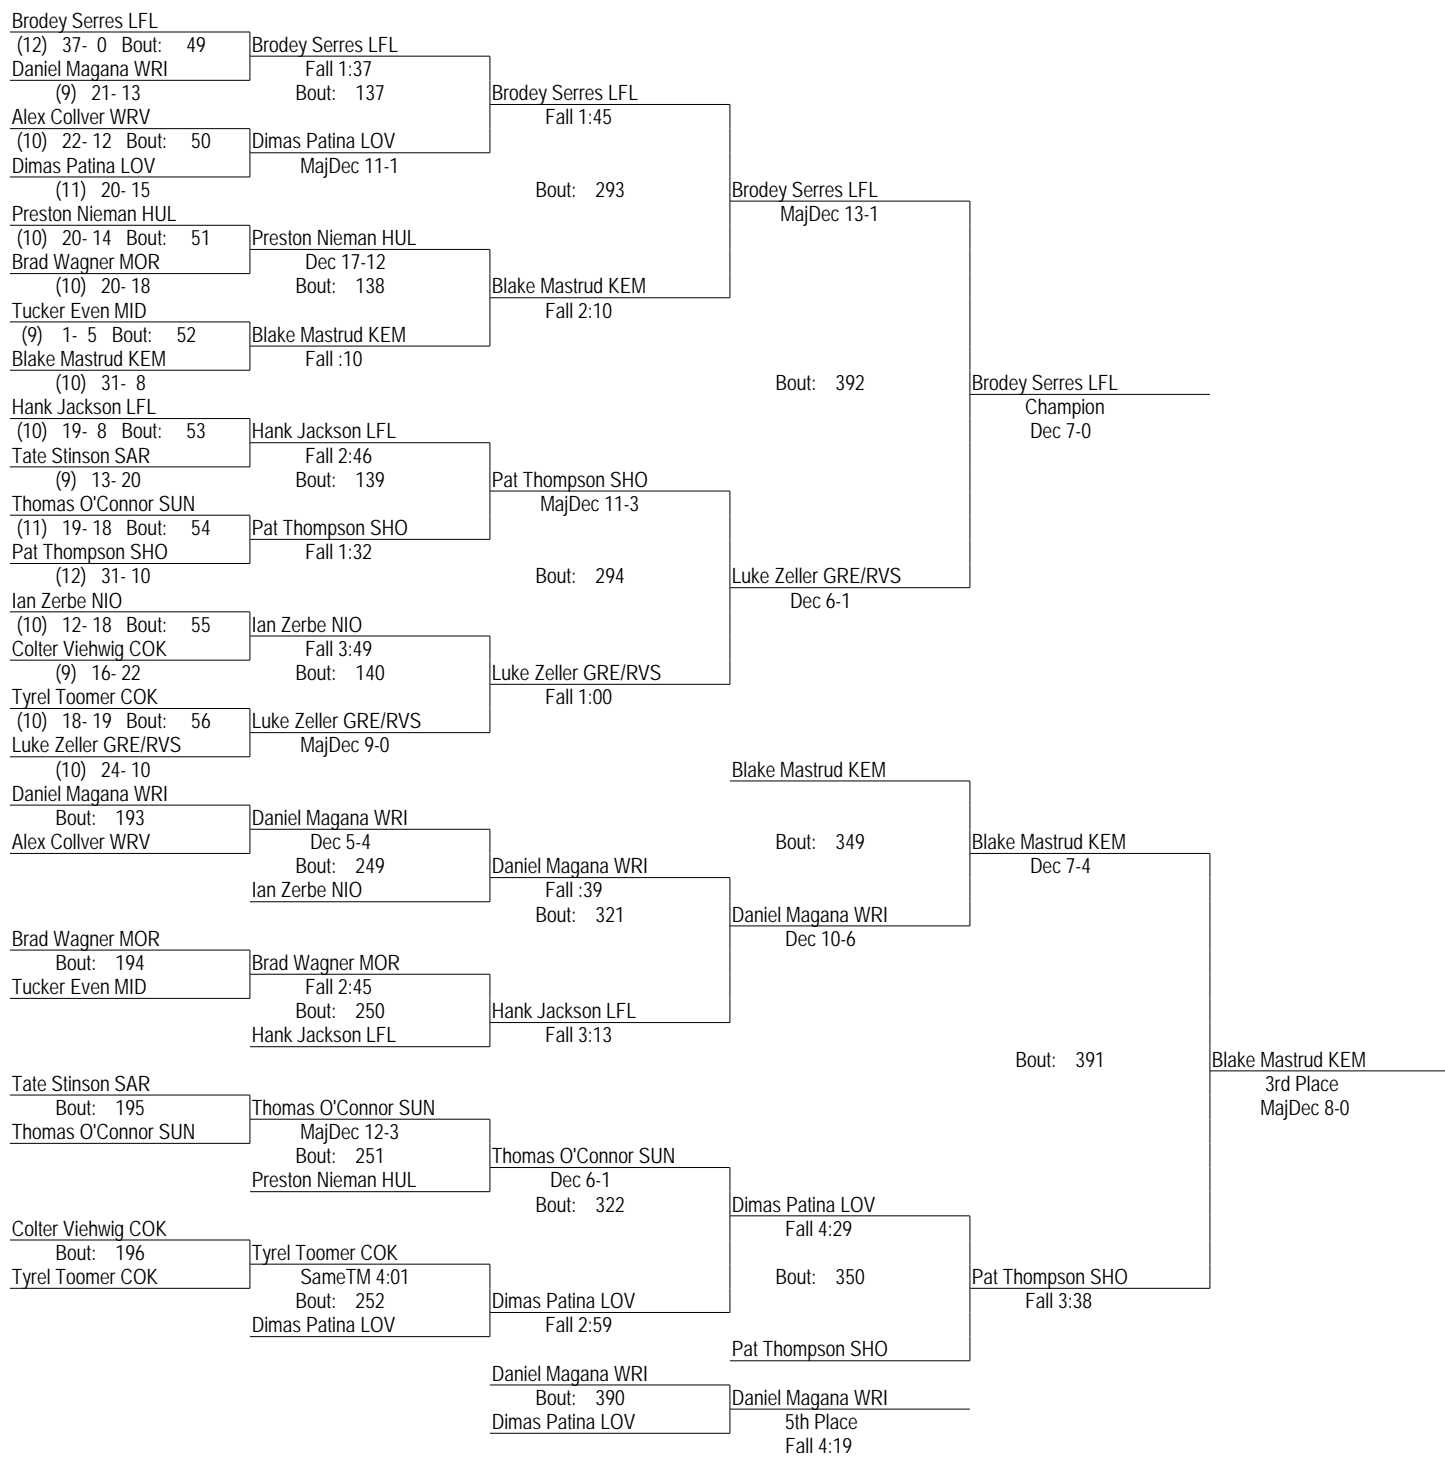 Brodey Serres LFL
(12) 37- 0 Bout: 49
Brodey Serres LFL
Daniel Magana WRI
Fall 1:37
(9) 21- 13
Bout: 137
Brodey Serres LFL
Alex Collver WRV
Fall 1:45
(10) 22- 12 Bout: 50
Dimas Patina LOV
Dimas Patina LOV
MajDec 11-1
(11) 20- 15
Bout: 293
Brodey Serres LFL
Preston Nieman HUL
MajDec 13-1
(10) 20- 14 Bout: 51
Preston Nieman HUL
Brad Wagner MOR
Dec 17-12
(10) 20- 18
Bout: 138
Blake Mastrud KEM
Tucker Even MID
Fall 2:10
(9) 1- 5 Bout: 52
Blake Mastrud KEM
Blake Mastrud KEM
Fall :10
(10) 31- 8
Bout: 392
Brodey Serres LFL
Hank Jackson LFL
Champion
(10) 19- 8 Bout: 53
Hank Jackson LFL
Dec 7-0
Tate Stinson SAR
Fall 2:46
(9) 13- 20
Bout: 139
Pat Thompson SHO
Thomas O'Connor SUN
MajDec 11-3
(11) 19- 18 Bout: 54
Pat Thompson SHO
Pat Thompson SHO
Fall 1:32
(12) 31- 10
Bout: 294
Luke Zeller GRE/RVS
Ian Zerbe NIO
Dec 6-1
(10) 12- 18 Bout: 55
Ian Zerbe NIO
Colter Viehwig COK
Fall 3:49
(9) 16- 22
Bout: 140
Luke Zeller GRE/RVS
Tyrel Toomer COK
Fall 1:00
(10) 18- 19 Bout: 56
Luke Zeller GRE/RVS
Luke Zeller GRE/RVS
MajDec 9-0
(10) 24- 10
Blake Mastrud KEM
Daniel Magana WRI
Bout: 193
Daniel Magana WRI
Alex Collver WRV
Dec 5-4
Bout: 349
Blake Mastrud KEM
Bout: 249
Daniel Magana WRI
Dec 7-4
Ian Zerbe NIO
Fall :39
Bout: 321
Daniel Magana WRI
Brad Wagner MOR
Dec 10-6
Bout: 194
Brad Wagner MOR
Tucker Even MID
Fall 2:45
Bout: 250
Hank Jackson LFL
Hank Jackson LFL
Fall 3:13
Bout: 391
Blake Mastrud KEM
Tate Stinson SAR
3rd Place
Bout: 195
Thomas O'Connor SUN
MajDec 8-0
Thomas O'Connor SUN
MajDec 12-3
Bout: 251
Thomas O'Connor SUN
Preston Nieman HUL
Dec 6-1
Bout: 322
Dimas Patina LOV
Colter Viehwig COK
Fall 4:29
Bout: 196
Tyrel Toomer COK
Tyrel Toomer COK
SameTM 4:01
Bout: 350
Pat Thompson SHO
Bout: 252
Dimas Patina LOV
Fall 3:38
Dimas Patina LOV
Fall 2:59
Pat Thompson SHO
Daniel Magana WRI
Bout: 390
Daniel Magana WRI
Dimas Patina LOV
5th Place
Fall 4:19